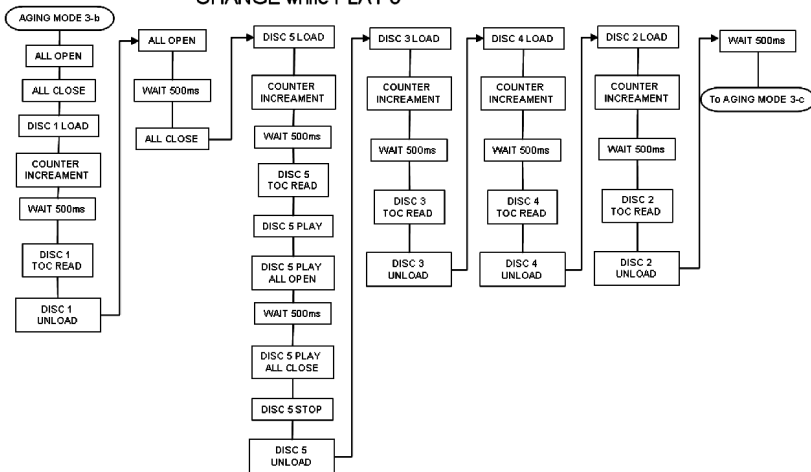 CHANGE while PLAY 5
AGING MODE 3-b
ALL OPEN
ALL CLOSE
DISC 1 LOAD
COUNTER
INCREAMENT
WAIT 500ms
DISC 1
TOC READ
DISC 1
UNLOAD
ALL OPEN
WAIT 500ms
ALL CLOSE
DISC 5 LOAD
COUNTER
INCREAMENT
WAIT 500ms
DISC 5
TOC READ
DISC 5 PLAY
DISC 5 PLAY
ALL OPEN
WAIT 500ms
DISC 5 PLAY
ALL CLOSE
DISC 5 STOP
DISC 5
UNLOAD
DISC 3 LOAD
COUNTER
INCREAMENT
WAIT 500ms
DISC 3
TOC READ
DISC 3
UNLOAD
DISC 4 LOAD
COUNTER
INCREAMENT
WAIT 500ms
DISC 4
TOC READ
DISC 4
UNLOAD
DISC 2 LOAD
COUNTER
INCREAMENT
WAIT 500ms
DISC 2
TOC READ
DISC 2
UNLOAD
WAIT 500ms
To AGING MODE 3-c